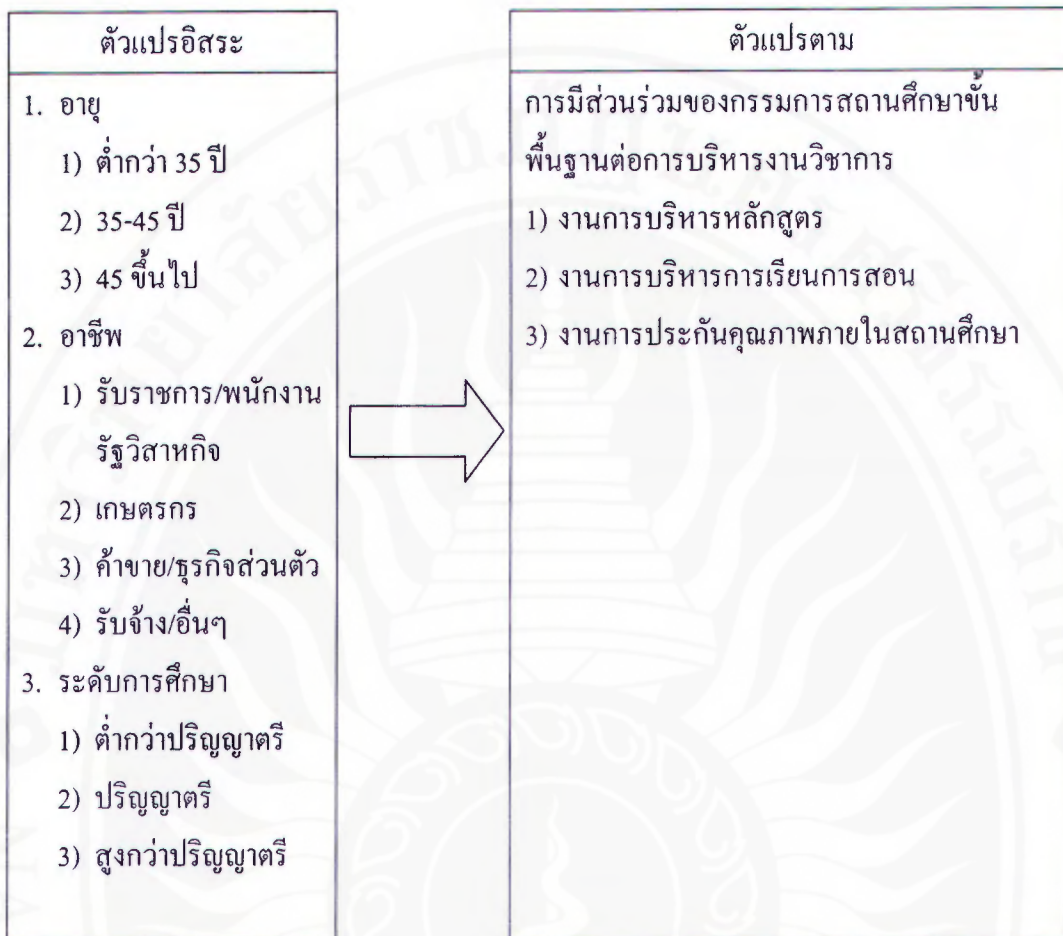 ตัวแปรอิสระ
1. อายุ
1) ต่ำกว่า 35 ปี
2) 35-45 ปี
3) 45 ขึ้นไป
2. อาชีพ
1) รับราชการ/พนักงาน
รัฐวิสาหกิจ
2) เกษตรกร
3) ค้าขาย/ธุรกิจส่วนตัว
4) รับจ้าง/อื่นๆ
3. ระดับการศึกษา
1) ต่ำกว่าปริญญาตรี
2) ปริญญาตรี
3) สูงกว่าปริญญาตรี
ตัวแปรตาม
การมีส่วนร่วมของกรรมการสถานศึกษาขั้น
พื้นฐานต่อการบริหารงานวิชาการ
1) งานการบริหารหลักสูตร
2) งานการบริหารการเรียนการสอน
3) งานการประกันคุณภาพภายในสถานศึกษา